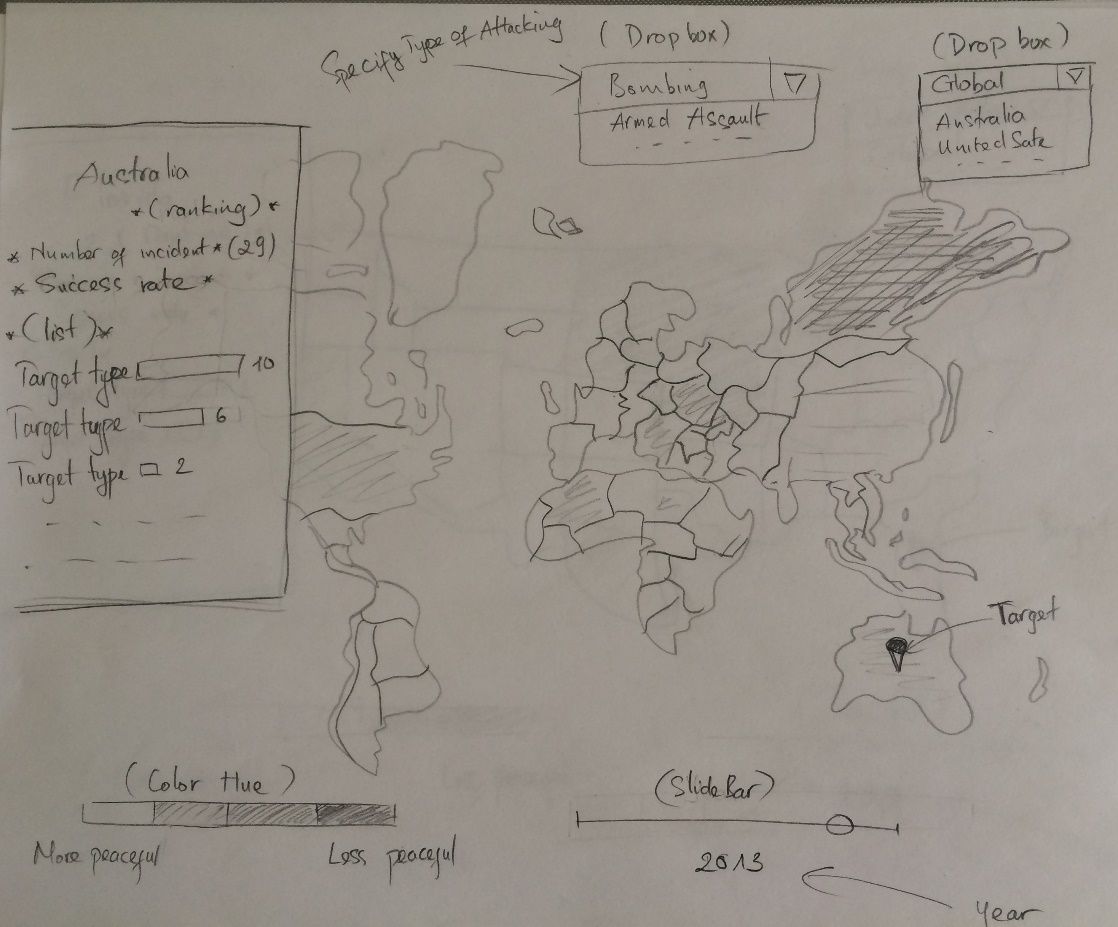 Specify Type of Attacking
(Drop box)
Bombing
Armed Assault
(Drop box)
Global
Australia
United Sate
Australia
*(ranking)*
* Number of incident * (29)
* Success rate *
*(list)*
Target type 10
Target type 6
Target type 2
Target
(Color Hue)
More peaceful
Less peaceful
(Slide Bar)
2013
Year